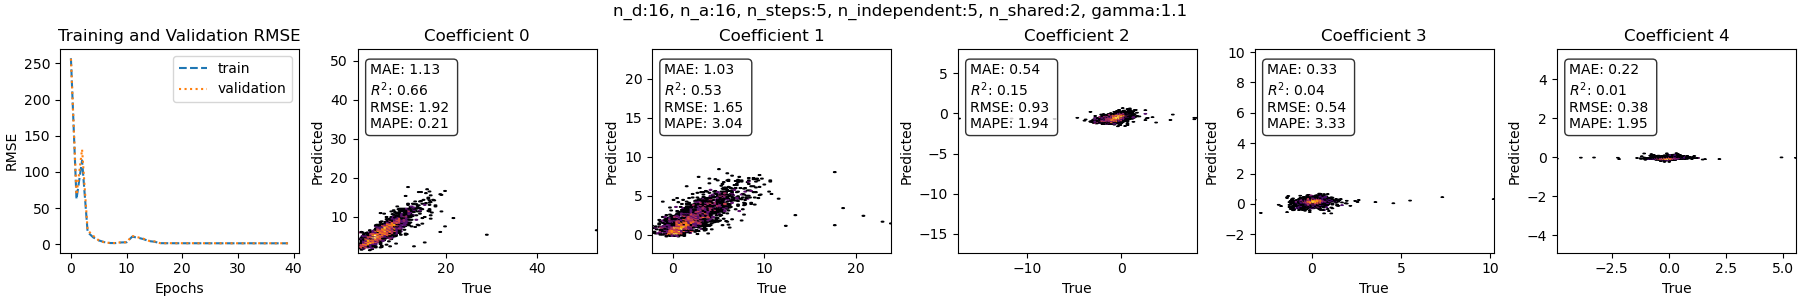 n_d:16, n_a:16, n_steps:5, n_independent:5, n_shared:2, gamma:1.1
Training and Validation RMSE
train
validation
250
200
150
100
50
0
RMSE
0
10
20
30
40
Epochs
Coefficient 0
MAE: 1.13
R²: 0.66
RMSE: 1.92
MAPE: 0.21
50
40
30
20
10
Predicted
20
40
True
Coefficient 1
MAE: 1.03
R²: 0.53
RMSE: 1.65
MAPE: 3.04
20
15
10
5
0
Predicted
0
10
20
True
Coefficient 2
MAE: 0.54
R²: 0.15
RMSE: 0.93
MAPE: 1.94
5
0
−5
−10
−15
Predicted
−10
0
True
Coefficient 3
MAE: 0.33
R²: 0.04
RMSE: 0.54
MAPE: 3.33
10
8
6
4
2
0
−2
Predicted
0
5
10
True
Coefficient 4
MAE: 0.22
R²: 0.01
RMSE: 0.38
MAPE: 1.95
4
2
0
−2
−4
Predicted
−2.5
0.0
2.5
5.0
True